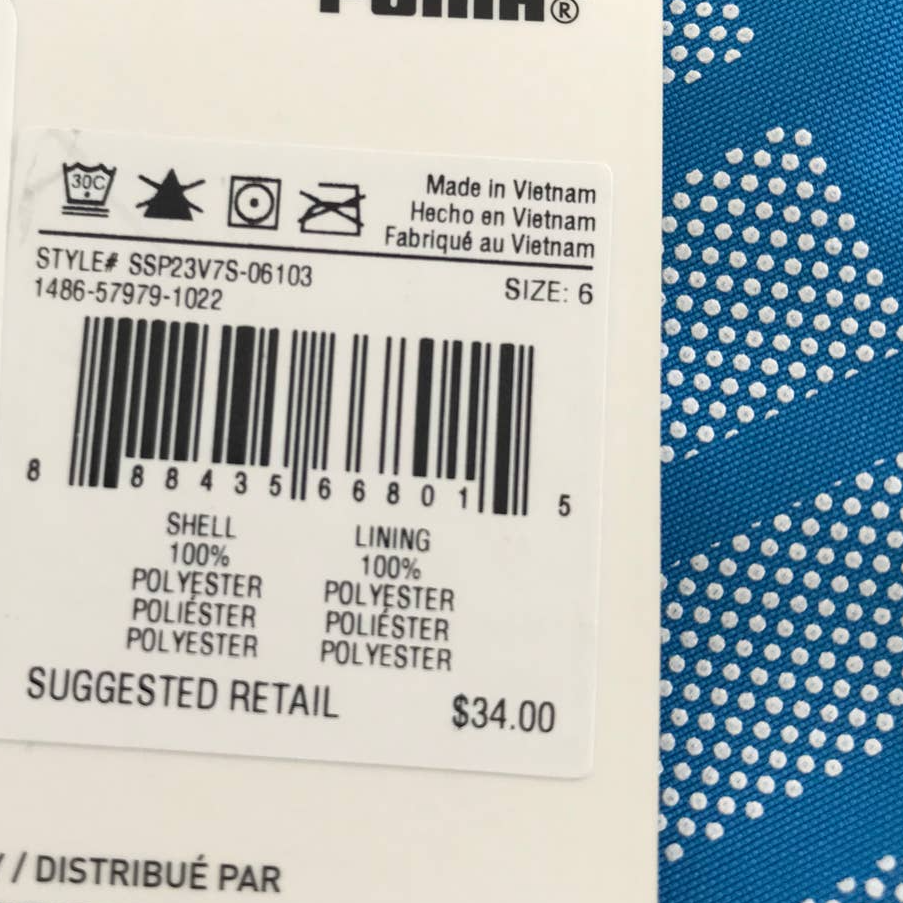 PUMA®
30C
Made in Vietnam
Hecho en Vietnam
Fabriqué au Vietnam
STYLE# SSP23V7S-06103
1486-57979-1022
SIZE: 6
8 88435 66801 5
SHELL
100%
POLYESTER
POLIÉSTER
POLYESTER
LINING
100%
POLYESTER
POLIÉSTER
POLYESTER
SUGGESTED RETAIL $34.00
/ DISTRIBUÉ PAR